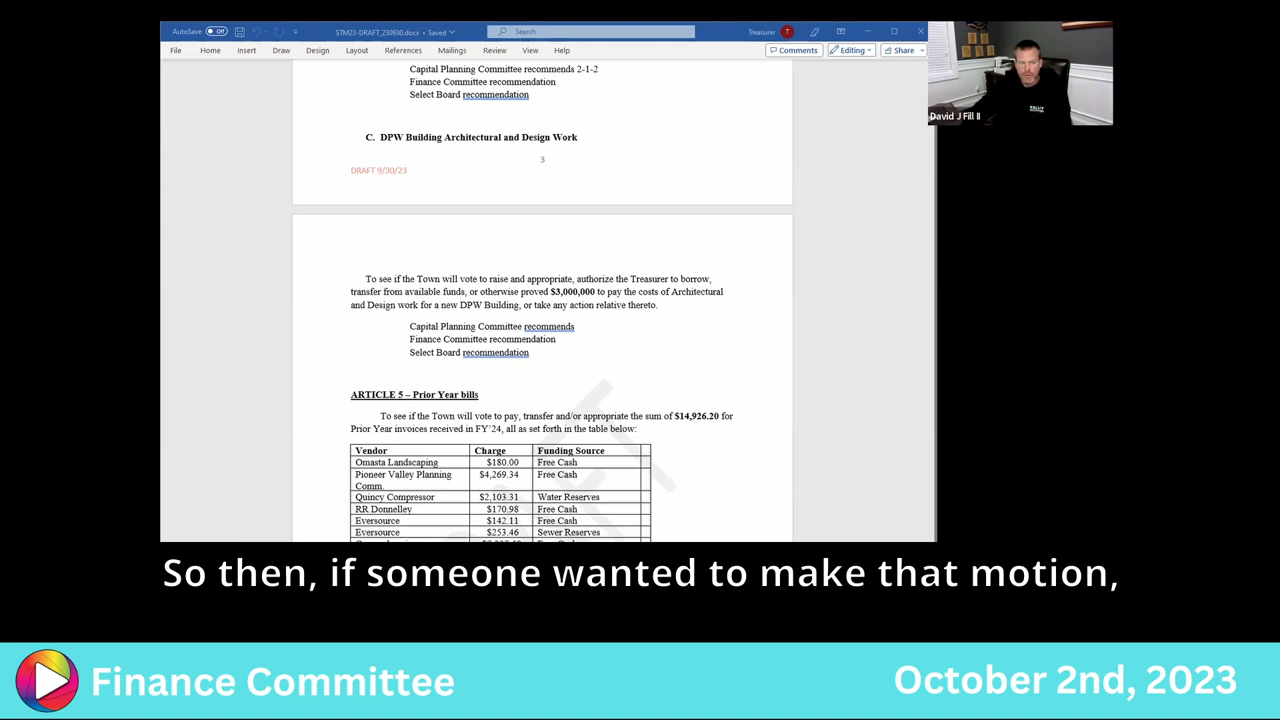 AutoSave Off STM23-DRAFT_230930.docx • Saved Search Treasurer T
File Home Insert Draw Design Layout References Mailings Review View Help Comments Editing Share
Capital Planning Committee recommends 2-1-2
Finance Committee recommendation
Select Board recommendation
C. DPW Building Architectural and Design Work
3
DRAFT 9/30/23
To see if the Town will vote to raise and appropriate, authorize the Treasurer to borrow,
transfer from available funds, or otherwise proved $3,000,000 to pay the costs of Architectural
and Design work for a new DPW Building, or take any action relative thereto.
Capital Planning Committee recommends
Finance Committee recommendation
Select Board recommendation
ARTICLE 5 – Prior Year bills
To see if the Town will vote to pay, transfer and/or appropriate the sum of $14,926.20 for
Prior Year invoices received in FY'24, all as set forth in the table below:
Vendor Charge Funding Source
Omasta Landscaping $180.00 Free Cash
Pioneer Valley Planning $4,269.34 Free Cash
Comm.
Quincy Compressor $2,103.31 Water Reserves
RR Donnelley $170.98 Free Cash
Eversource $142.11 Free Cash
Eversource $253.46 Sewer Reserves
David J Fill II
So then, if someone wanted to make that motion,
Finance Committee
October 2nd, 2023